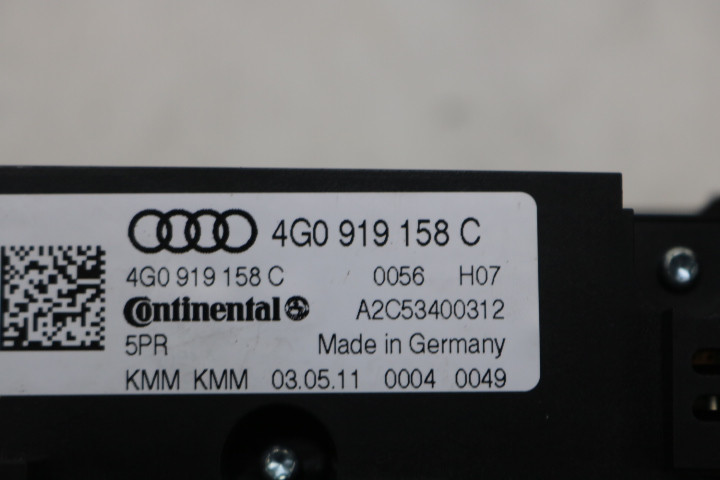 4G0 919 158 C
4G0 919 158 C 0056 H07
Continental A2C53400312
5PR Made in Germany
KMM KMM 03.05.11 0004 0049